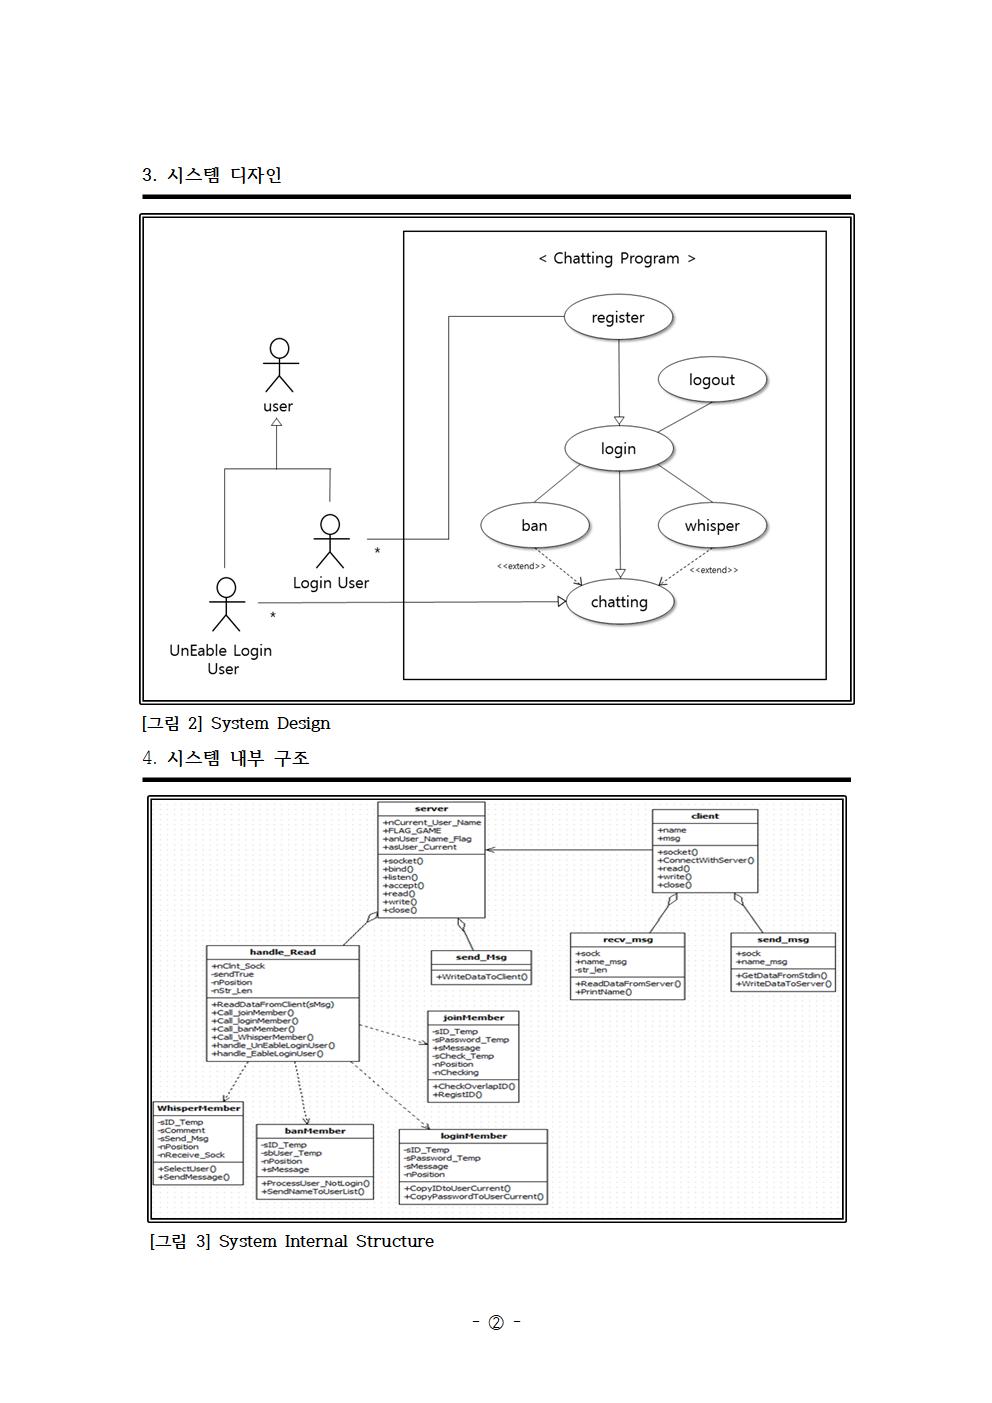 3. 시스템 디자인
< Chatting Program >
register
logout
user
login
ban
whisper
*
<<extend>>
<<extend>>
Login User
chatting
*
UnEable Login
User
[그림 2] System Design
4. 시스템 내부 구조
server
+nCurrent_User_Name
+FLAG_GAME
+anUser_Name_Flag
+asUser_Current
+socket()
+bind()
+listen()
+accept()
+read()
+write()
+close()
client
+name
+msg
+socket()
+ConnectWithServer()
+read()
+write()
+close()
handle_Read
+nClnt_Sock
-sendTrue
-nPosition
-nStr_Len
+ReadDataFromClient(sMsg)
+Call_joinMember()
+Call_loginMember()
+Call_banMember()
+Call_WhisperMember()
+handle_UnEableLoginUser()
+handle_EableLoginUser()
send_Msg
+WriteDataToClient()
recv_msg
+sock
+name_msg
-str_len
+ReadDataFromServer()
+PrintName()
send_msg
+sock
+name_msg
+GetDataFromStdin()
+WriteDataToServer()
joinMember
-sID_Temp
-sPassword_Temp
+sMessage
-sCheck_Temp
-nPosition
-nChecking
+CheckOverlapID()
+RegistID()
WhisperMember
-sID_Temp
-sComment
-sSend_Msg
-nPosition
-nReceive_Sock
+SelectUser()
+SendMessage()
banMember
-sID_Temp
-sbUser_Temp
-nPosition
+sMessage
+ProcessUser_NotLogin()
+SendNameToUserList()
loginMember
-sID_Temp
-sPassword_Temp
-sMessage
-nPosition
+CopyIDtoUserCurrent()
+CopyPasswordToUserCurrent()
[그림 3] System Internal Structure
- ② -